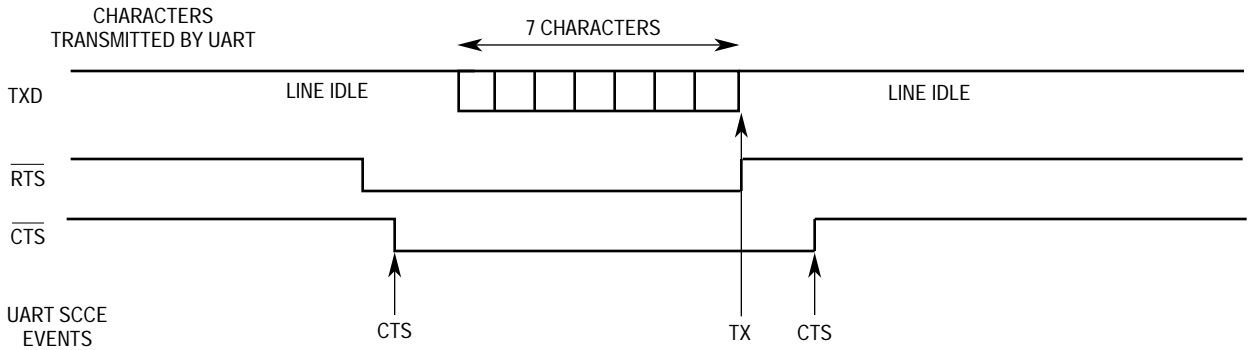 CHARACTERS
TRANSMITTED BY UART
7 CHARACTERS
TXD
LINE IDLE
LINE IDLE
RTS
CTS
UART SCCE
EVENTS
CTS
TX
CTS